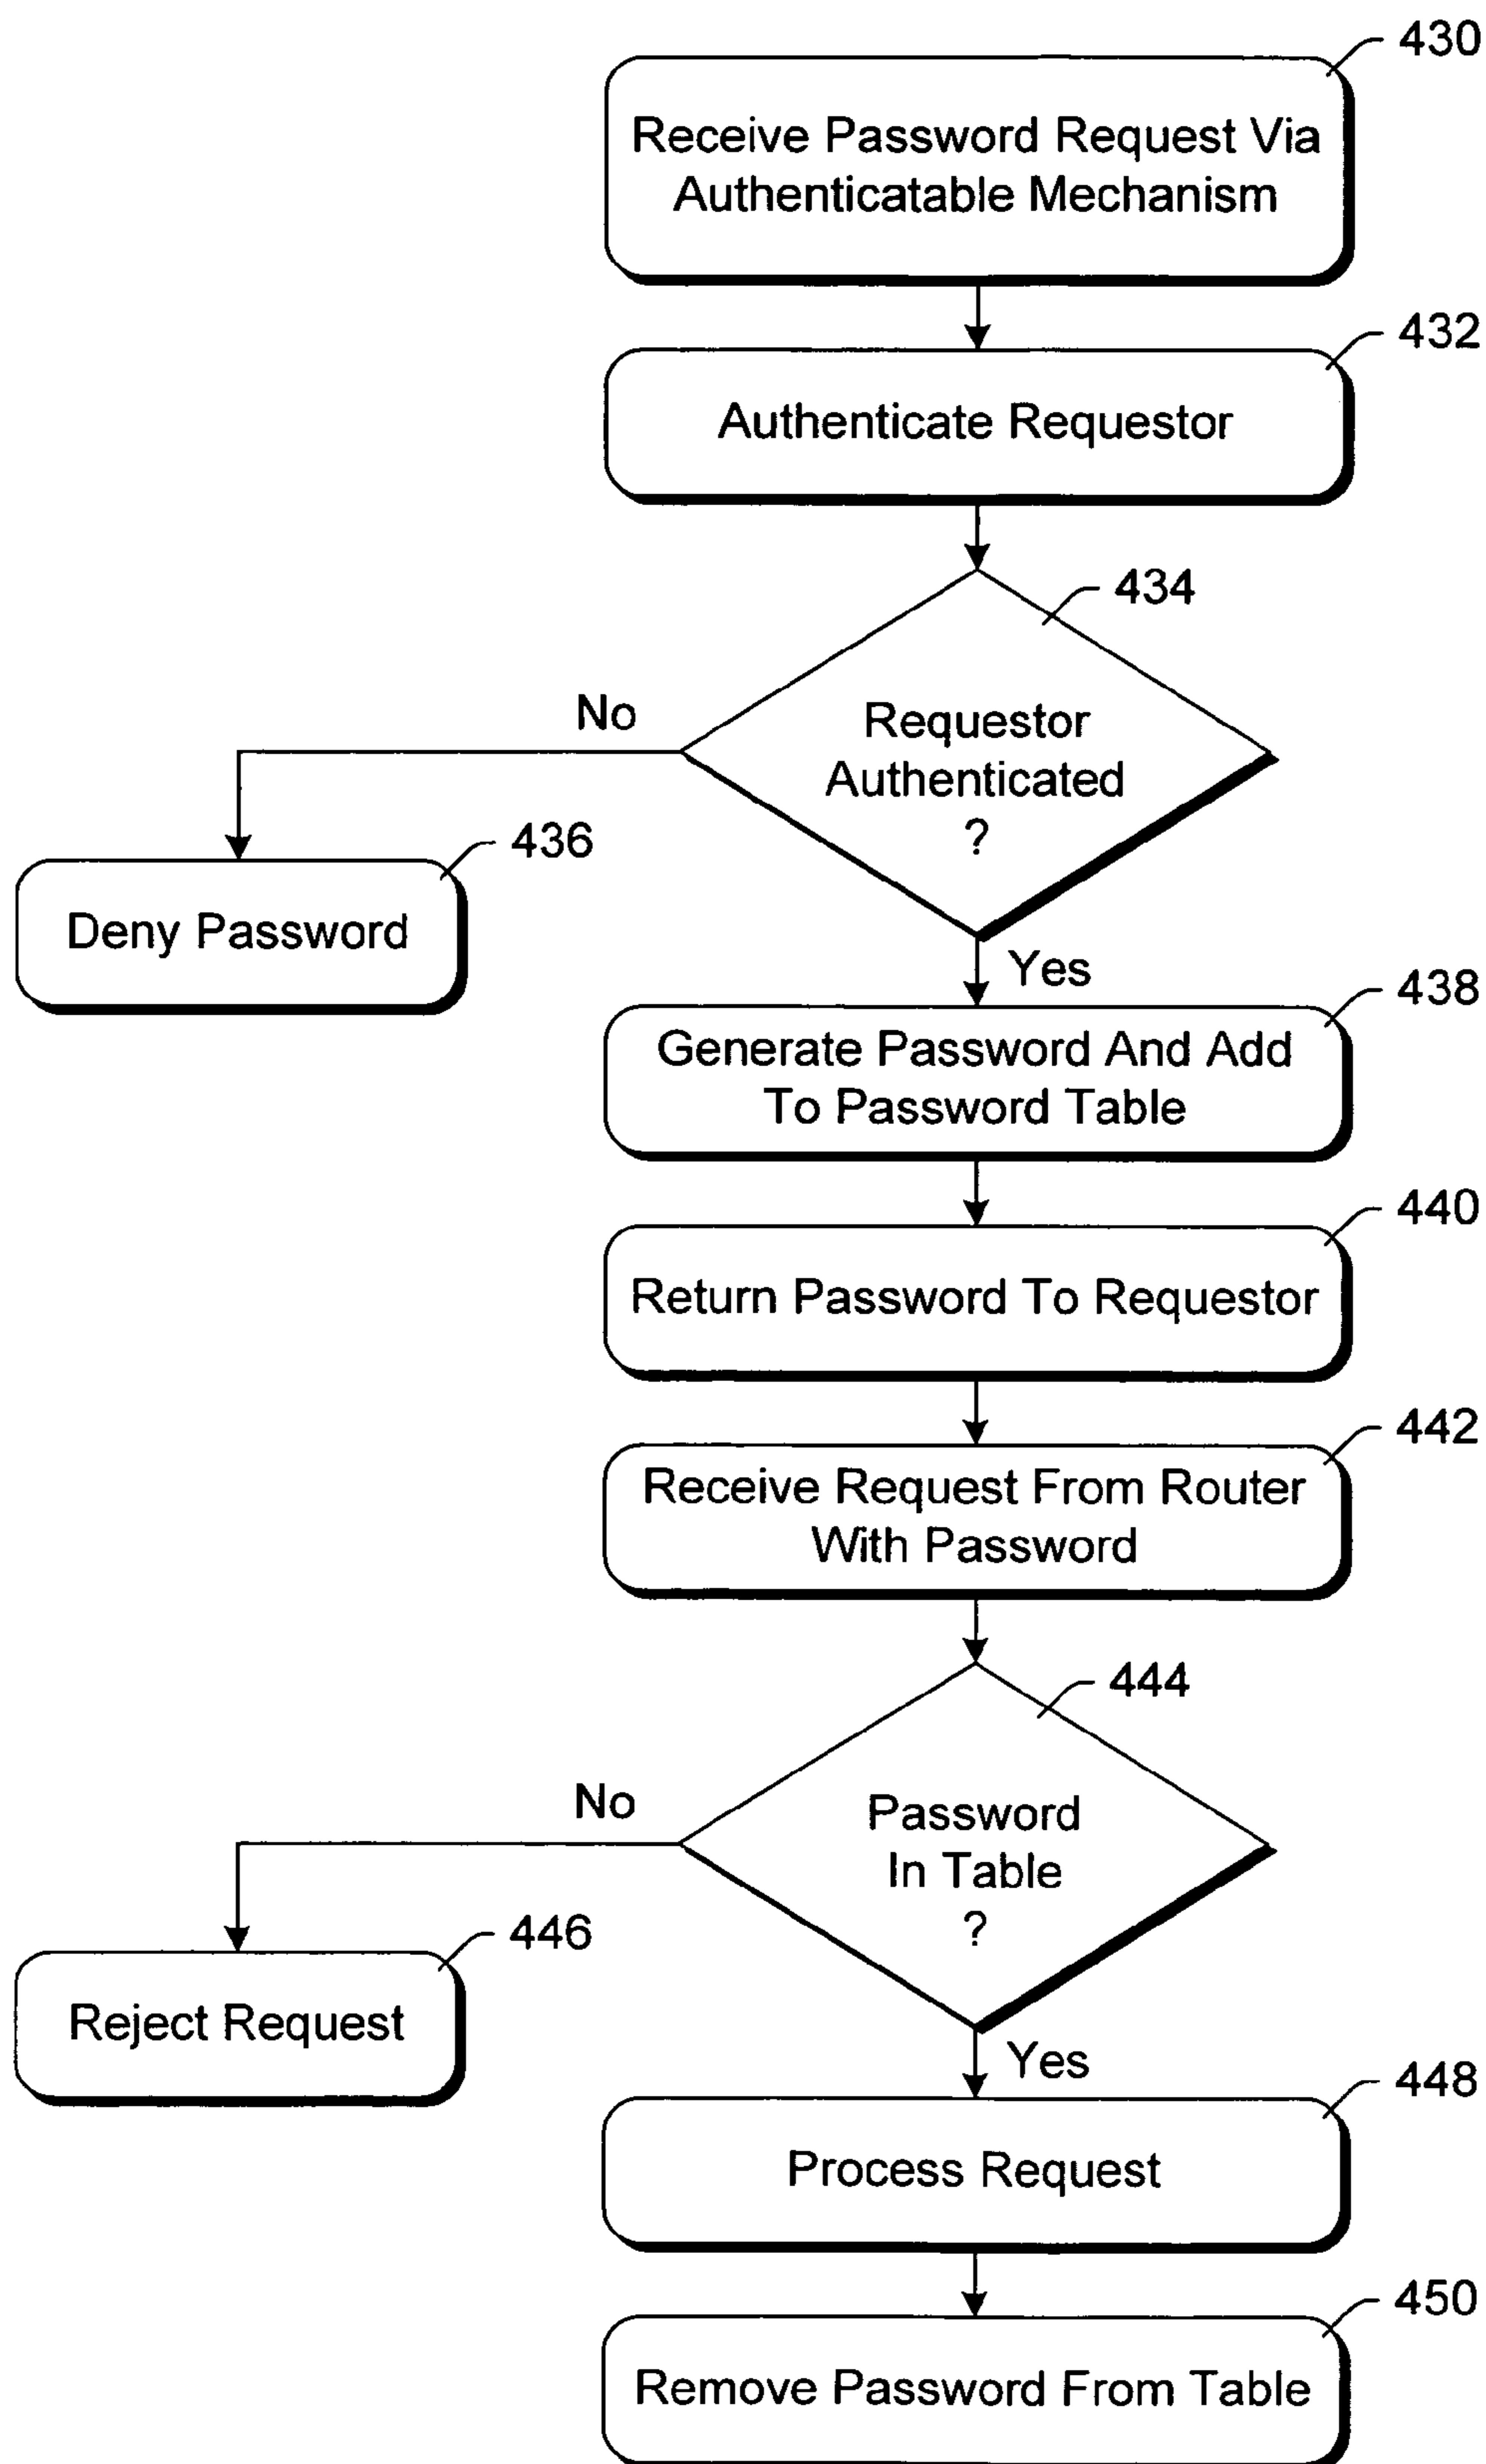 430
Receive Password Request Via
Authenticatable Mechanism
432
Authenticate Requestor
434
Requestor
Authenticated
?
No
436
Deny Password
Yes
438
Generate Password And Add
To Password Table
440
Return Password To Requestor
442
Receive Request From Router
With Password
444
Password
In Table
?
No
446
Reject Request
Yes
448
Process Request
450
Remove Password From Table